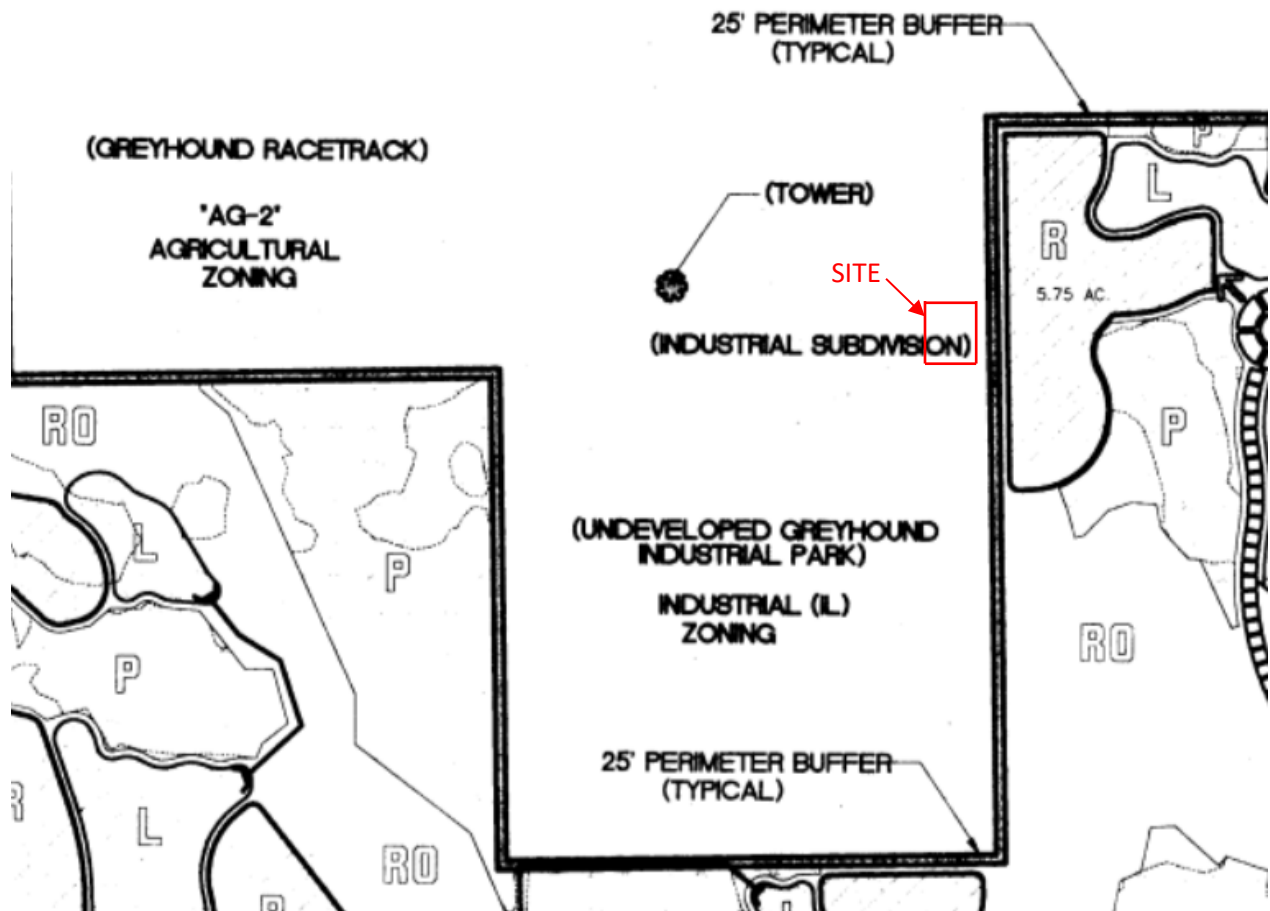 25' PERIMETER BUFFER
(TYPICAL)
(GREYHOUND RACETRACK)
"AG-2"
AGRICULTURAL
ZONING
(TOWER)
SITE
(INDUSTRIAL SUBDIVISION)
P
L
R
5.75 AC.
P
RO
RO
L
P
P
(UNDEVELOPED GREYHOUND
INDUSTRIAL PARK)
INDUSTRIAL (IL)
ZONING
25' PERIMETER BUFFER
(TYPICAL)
R
L
RO
R
L